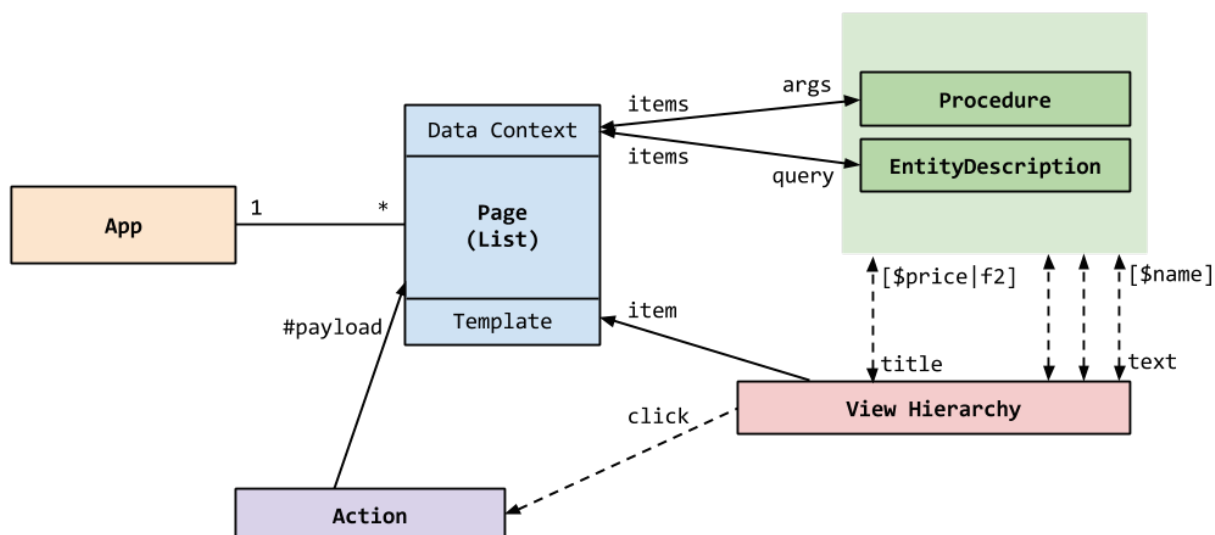 args
items
Procedure
Data Context
items
query
EntityDescription
App
1
*
Page
(List)
[$price|f2]
[$name]
#payload
Template
item
title
text
click
View Hierarchy
Action